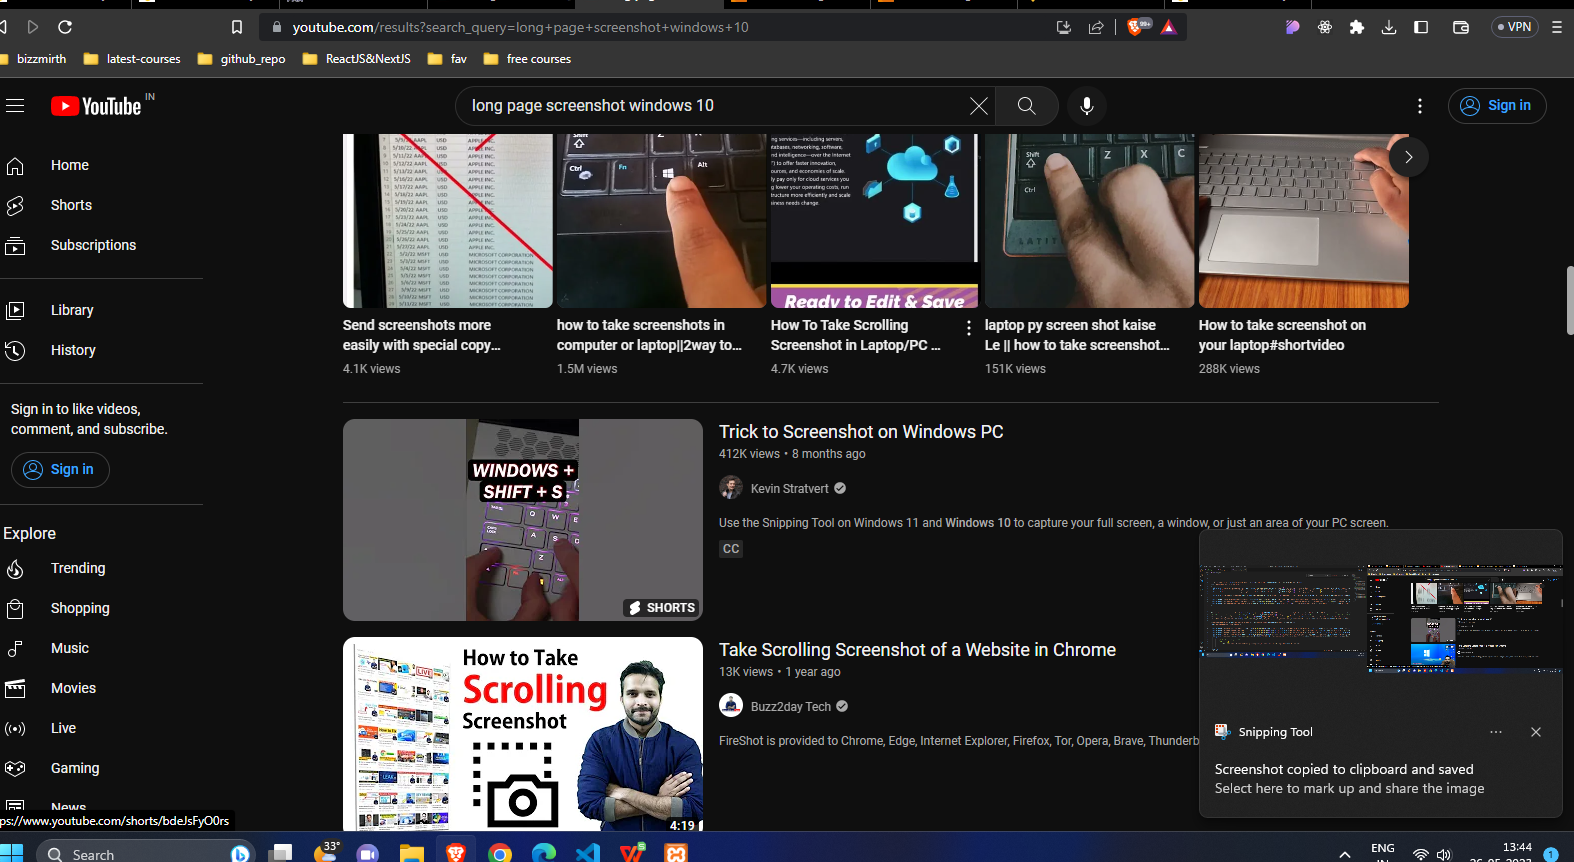 youtube.com/results?search_query=long+page+screenshot+windows+10
99+
VPN
bizzmirth
latest-courses
github_repo
ReactJS&NextJS
fav
free courses
YouTube IN
long page screenshot windows 10
Sign in
Home
Shorts
Subscriptions
Library
History
Sign in to like videos,
comment, and subscribe.
Sign in
Explore
Trending
Shopping
Music
Movies
Live
Gaming
News
Ctrl
Fn
Alt
Ready to Edit & Save
Shift
Z
X
C
Ctrl
Send screenshots more
easily with special copy...
4.1K views
how to take screenshots in
computer or laptop||2way to...
1.5M views
How To Take Scrolling
Screenshot in Laptop/PC ...
4.7K views
laptop py screen shot kaise
Le || how to take screenshot...
151K views
How to take screenshot on
your laptop#shortvideo
288K views
WINDOWS +
SHIFT + S
SHORTS
Trick to Screenshot on Windows PC
412K views • 8 months ago
Kevin Stratvert
Use the Snipping Tool on Windows 11 and Windows 10 to capture your full screen, a window, or just an area of your PC screen.
CC
How to Take
Scrolling
Screenshot
4:19
Take Scrolling Screenshot of a Website in Chrome
13K views • 1 year ago
Buzz2day Tech
FireShot is provided to Chrome, Edge, Internet Explorer, Firefox, Tor, Opera, Brave, Thunderb
Snipping Tool
Screenshot copied to clipboard and saved
Select here to mark up and share the image
ps://www.youtube.com/shorts/bdeJsFyO0rs
Search
33°
ENG
13:44
1